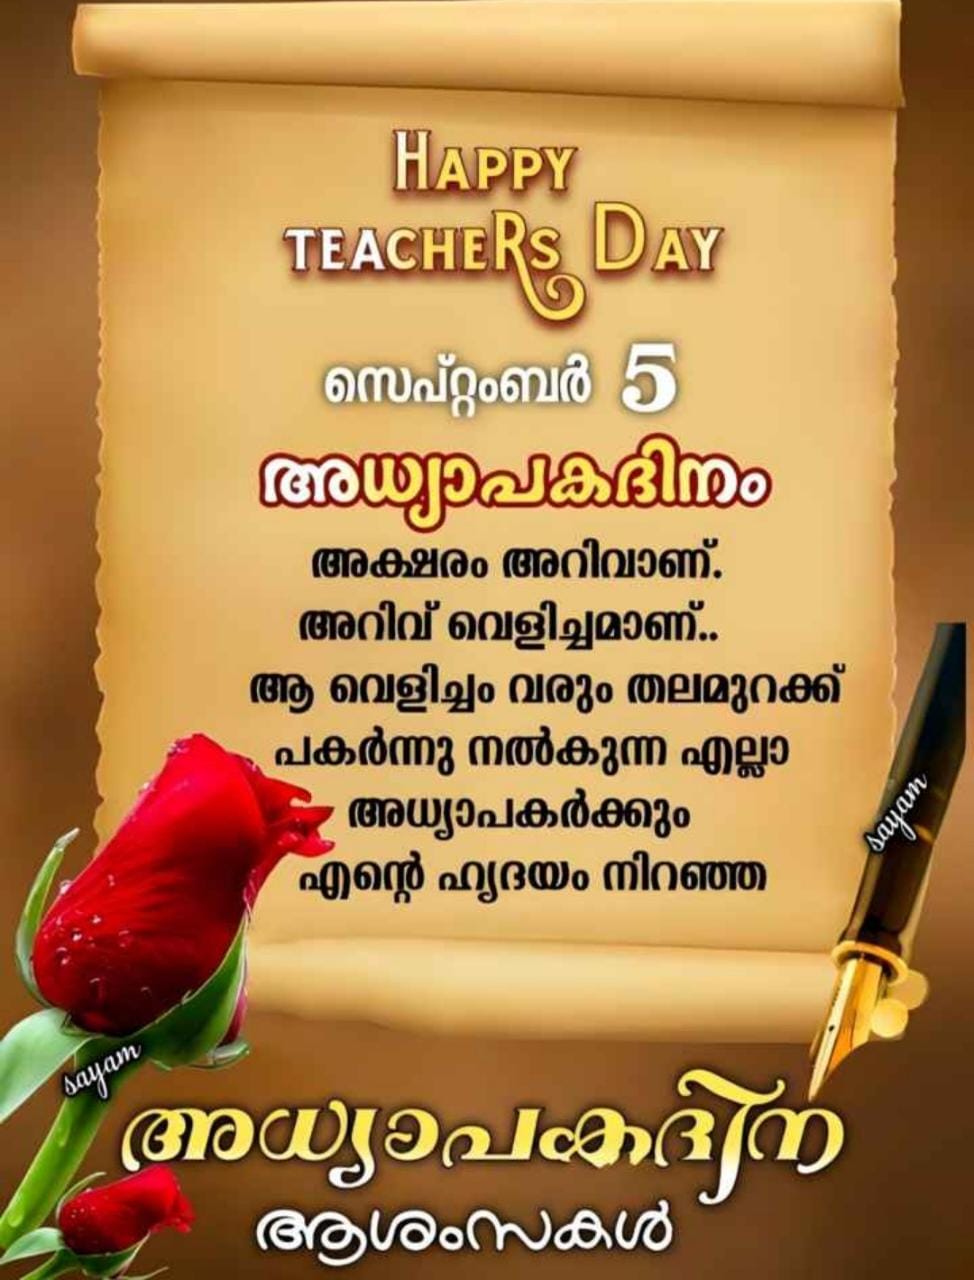 HAPPY
TEACHERS DAY
സെപ്റ്റംബർ 5
അധ്യാപകദിനം
അക്ഷരം അറിവാണ്.
അറിവ് വെളിച്ചമാണ്..
ആ വെളിച്ചം വരും തലമുറക്ക്
പകർന്നു നൽകുന്ന എല്ലാ
അധ്യാപകർക്കും
എന്റെ ഹൃദയം നിറഞ്ഞ
sayam
sayam
അധ്യാപകദിന
ആശംസകൾ